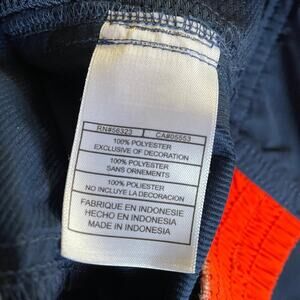 RN#56323 CA#05553
100% POLYESTER
EXCLUSIVE OF DECORATION
100% POLYESTER
SANS ORNEMENTS
100% POLIESTER
NO INCLUYE LA DECORACION
FABRIQUE EN INDONESIE
HECHO EN INDONESIA
MADE IN INDONESIA